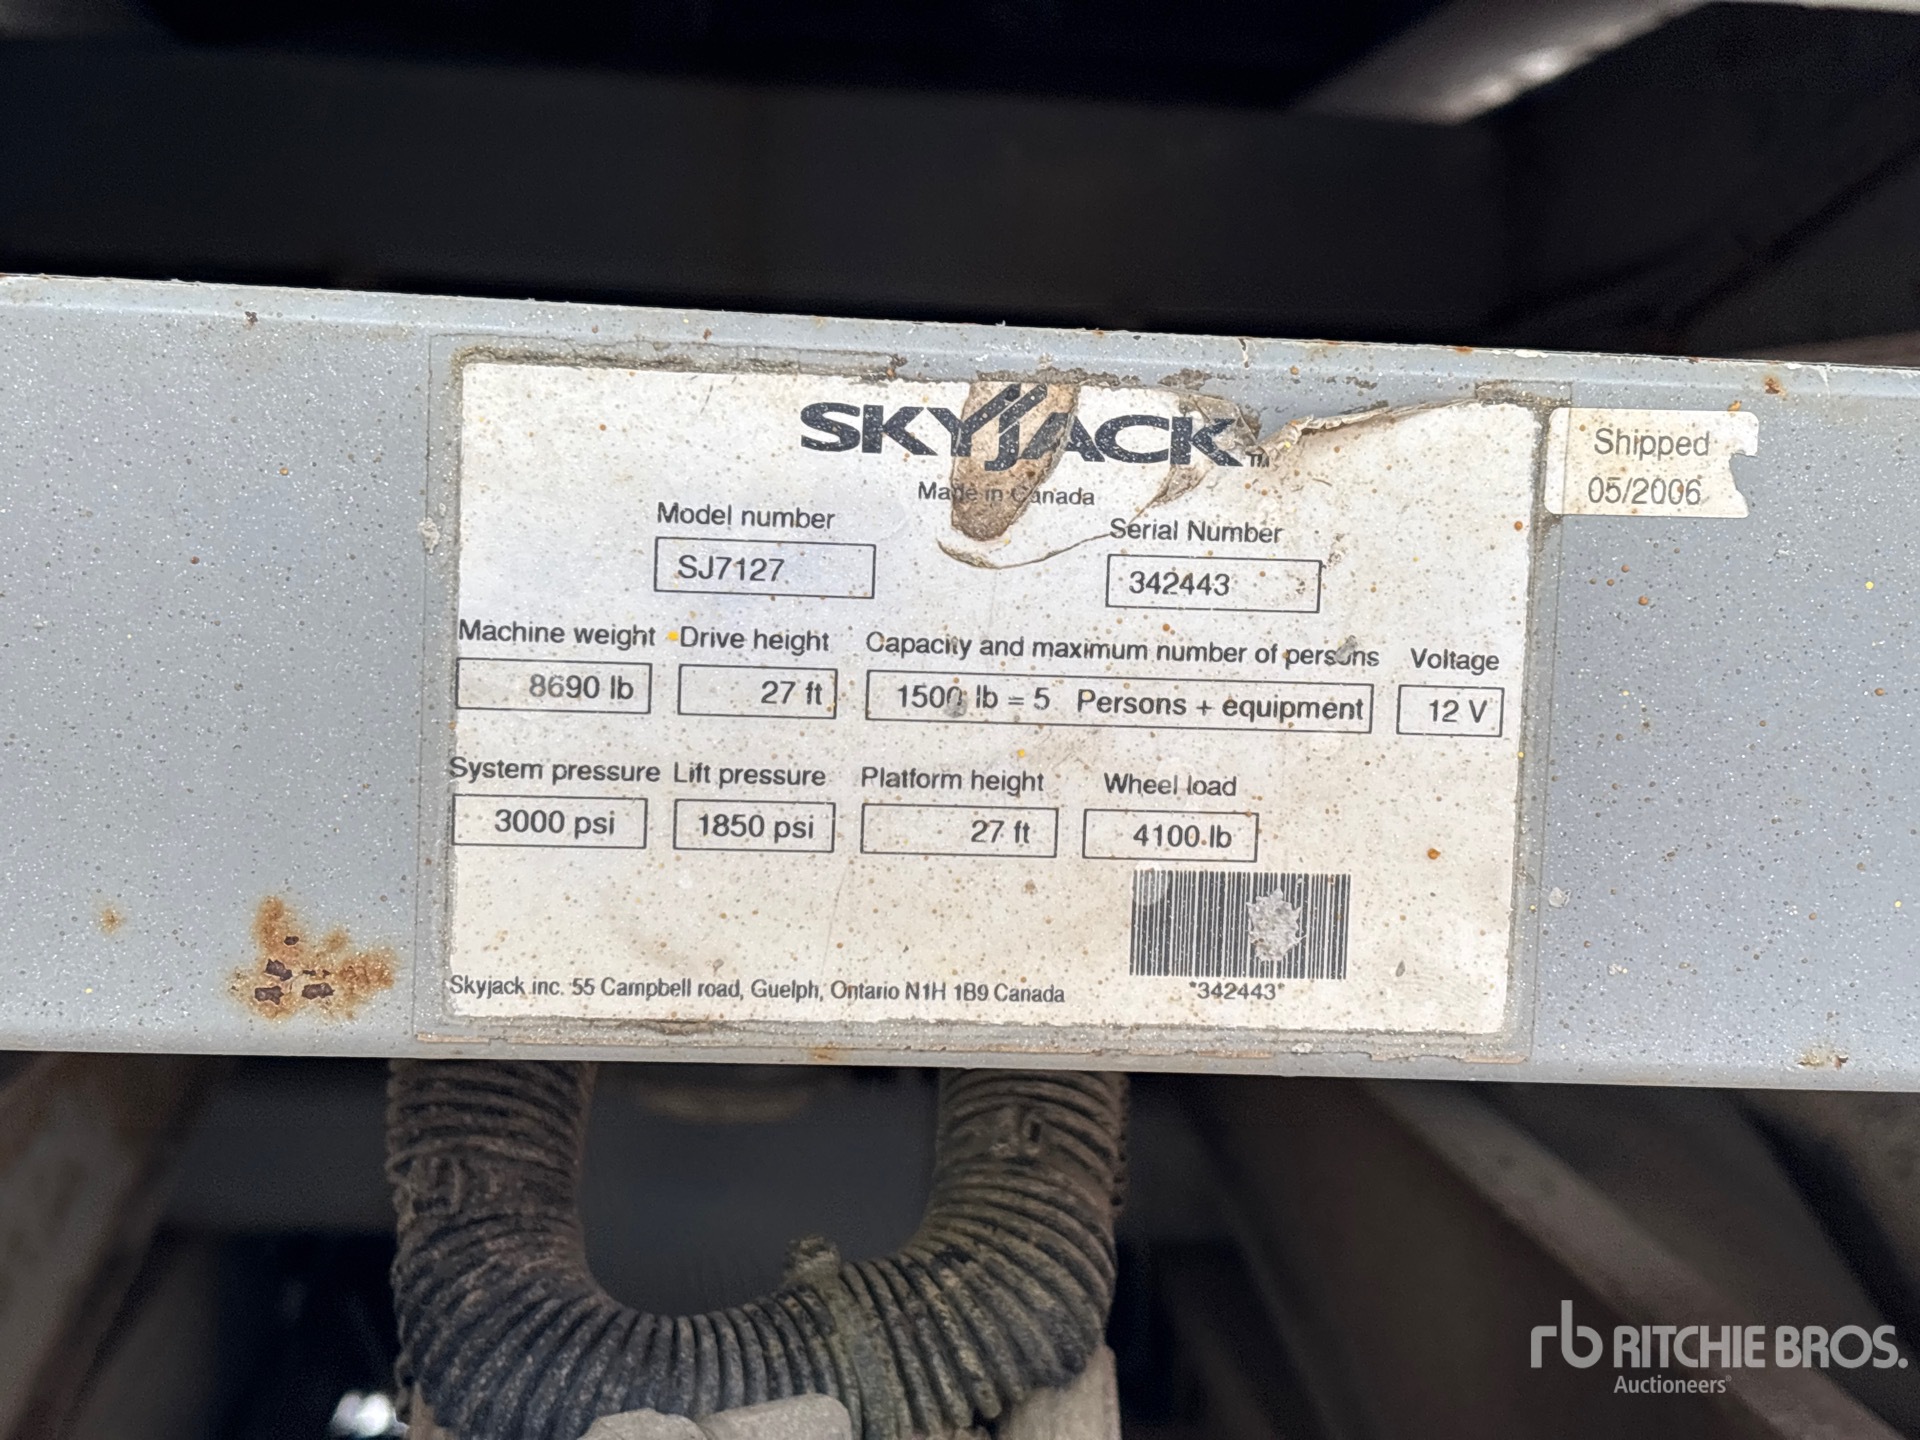 SKYJACK™
Made in Canada
Shipped
05/2006
Model number
Serial Number
SJ7127
342443
Machine weight Drive height Capacity and maximum number of persons Voltage
8690 lb 27 ft 1500 lb = 5 Persons + equipment 12 V
System pressure Lift pressure Platform height Wheel load
3000 psi 1850 psi 27 ft 4100 lb
Skyjack inc. 55 Campbell road, Guelph, Ontario N1H 1B9 Canada
*342443*
rb RITCHIE BROS.
Auctioneers